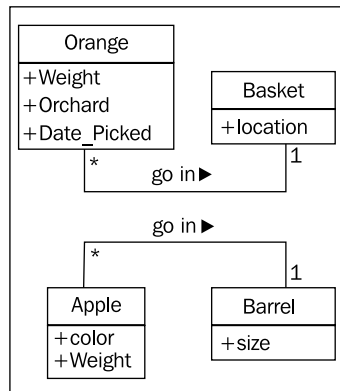 Orange
+Weight
+Orchard
+Date_Picked
Basket
+location
*
1
go in▶
go in▶
*
1
Apple
+color
+Weight
Barrel
+size